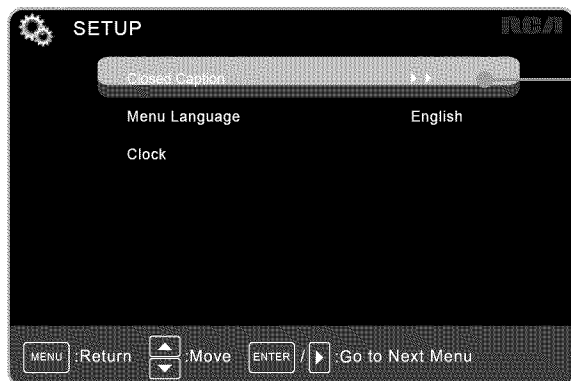 SETUP RCA
Closed Caption
Menu Language English
Clock
MENU :Return :Move ENTER / :Go to Next Menu